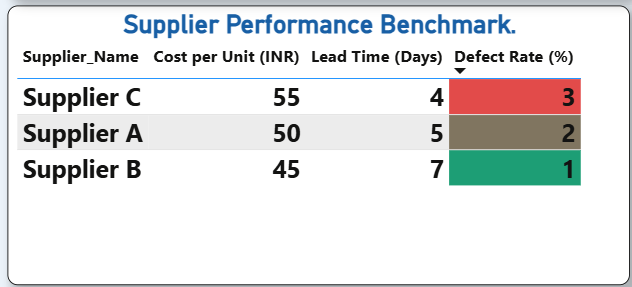 Supplier Performance Benchmark.
Supplier_Name Cost per Unit (INR) Lead Time (Days) Defect Rate (%)
Supplier C 55 4 3
Supplier A 50 5 2
Supplier B 45 7 1